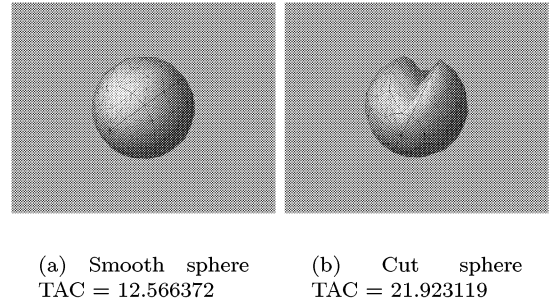 (a) Smooth sphere
TAC = 12.566372
(b) Cut sphere
TAC = 21.923119